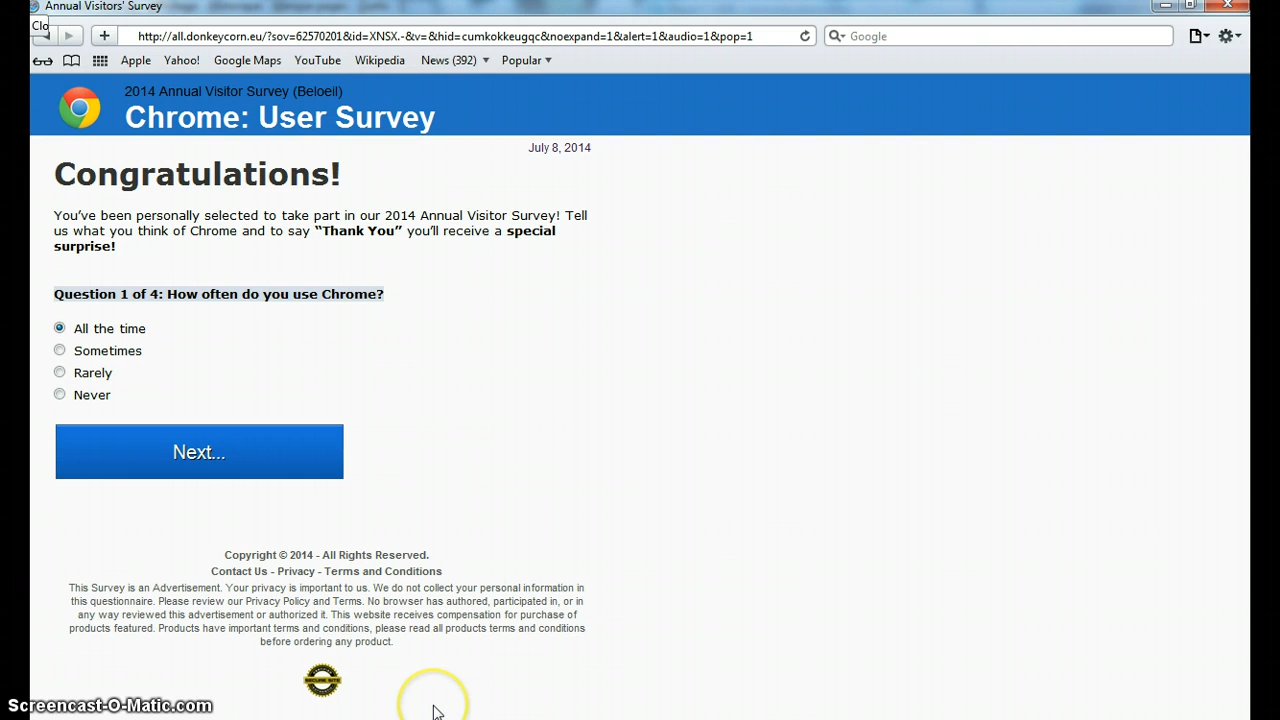 Annual Visitors' Survey
Clo
http://all.donkeycorn.eu/?sov=62570201&id=XNSX.-&v=&hid=cumkokkeugqc&noexpand=1&alert=1&audio=1&pop=1
Google
Apple Yahoo! Google Maps YouTube Wikipedia News (392) Popular
2014 Annual Visitor Survey (Beloeil)
Chrome: User Survey
July 8, 2014
Congratulations!
You've been personally selected to take part in our 2014 Annual Visitor Survey! Tell
us what you think of Chrome and to say “Thank You” you'll receive a special
surprise!
Question 1 of 4: How often do you use Chrome?
All the time
Sometimes
Rarely
Never
Next...
Copyright © 2014 - All Rights Reserved.
Contact Us - Privacy - Terms and Conditions
This Survey is an Advertisement. Your privacy is important to us. We do not collect your personal information in
this questionnaire. Please review our Privacy Policy and Terms. No browser has authored, participated in, or in
any way reviewed this advertisement or authorized it. This website receives compensation for purchase of
products featured. Products have important terms and conditions, please read all products terms and conditions
before ordering any product.
SECURE SITE
Screencast-O-Matic.com